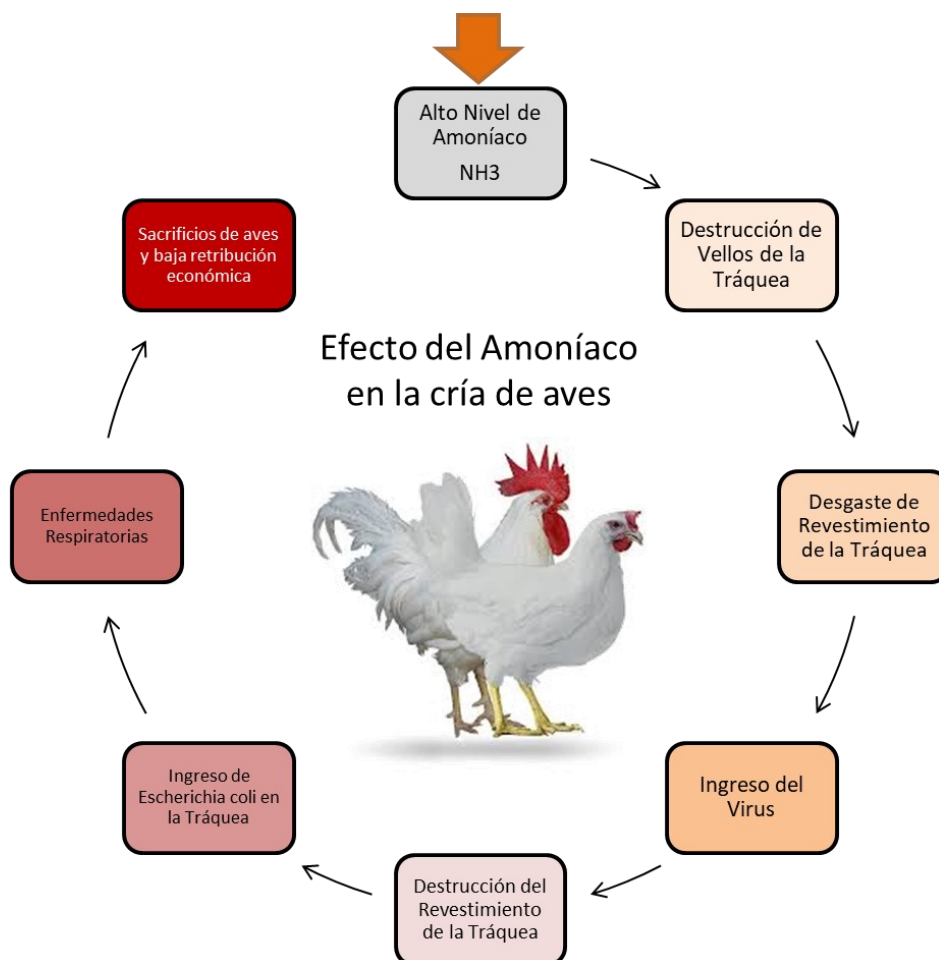 Alto Nivel de
Amoníaco
NH3
Destrucción de
Vellos de la
Tráquea
Desgaste de
Revestimiento
de la Tráquea
Ingreso del
Virus
Destrucción del
Revestimiento
de la Tráquea
Ingreso de
Escherichia coli en
la Tráquea
Enfermedades
Respiratorias
Sacrificios de aves
y baja retribución
económica
Efecto del Amoníaco
en la cría de aves